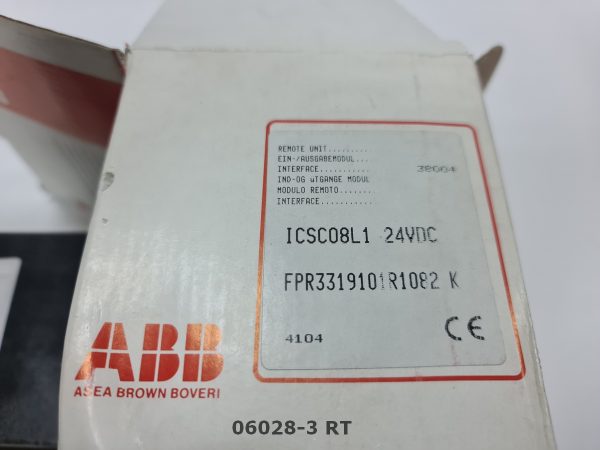 REMOTE UNIT..........
EIN-/AUSGABEMODUL...
INTERFACE............
IND-OG uTGANGE MODUL
MODULO REMOTO.......
INTERFACE...........
38004
ICSC08L1 24VDC
FPR3319101R1082 K
4104
CE
ABB
ASEA BROWN BOVERI
06028-3 RT